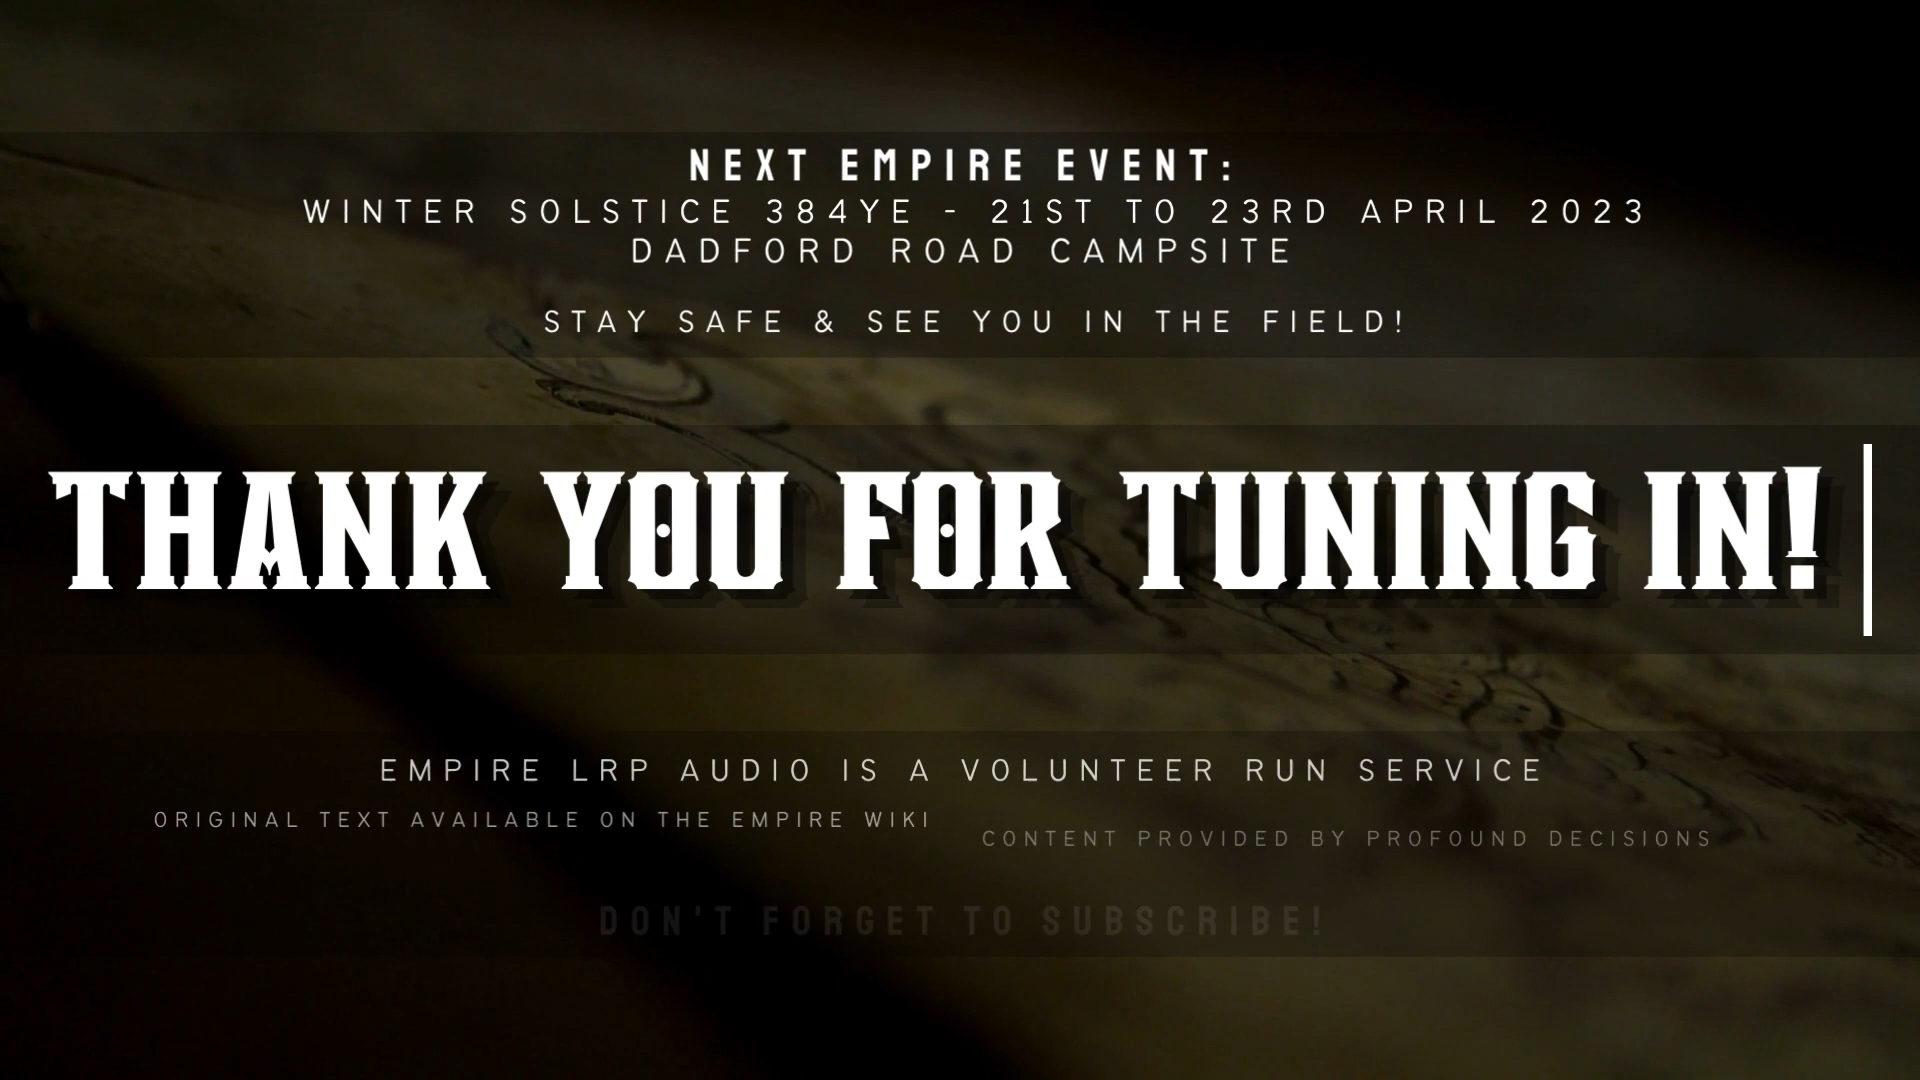 NEXT EMPIRE EVENT:
WINTER SOLSTICE 384YE - 21ST TO 23RD APRIL 2023
DADFORD ROAD CAMPSITE
STAY SAFE & SEE YOU IN THE FIELD!
THANK YOU FOR TUNING IN!
EMPIRE LRP AUDIO IS A VOLUNTEER RUN SERVICE
ORIGINAL TEXT AVAILABLE ON THE EMPIRE WIKI
CONTENT PROVIDED BY PROFOUND DECISIONS
DON'T FORGET TO SUBSCRIBE!